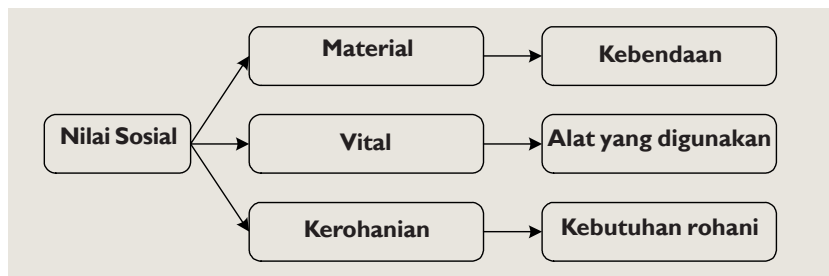 Nilai Sosial
Material
Kebendaan
Vital
Alat yang digunakan
Kerohanian
Kebutuhan rohani